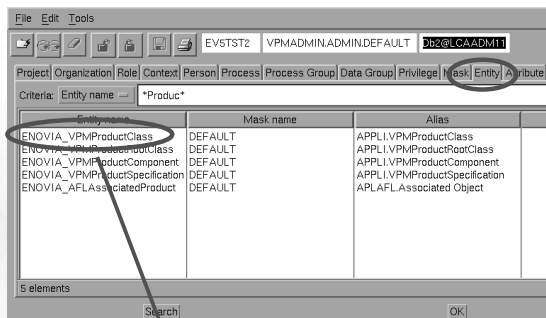 File Edit Tools
EV5TST2 VPMADMIN.ADMIN.DEFAULT Db2@LCAADM11
Project Organization Role Context Person Process Process Group Data Group Privilege Mask Entity Attribute
Criteria: Entity name *Produc*
Entity name Mask name Alias
ENOVIA_VPMProductClass DEFAULT APPLI.VPMProductClass
ENOVIA_VPMProductRootClass DEFAULT APPLI.VPMProductRootClass
ENOVIA_VPMProductComponent DEFAULT APPLI.VPMProductComponent
ENOVIA_VPMProductSpecification DEFAULT APPLI.VPMProductSpecification
ENOVIA_AFLAssociatedProduct DEFAULT APLAFL.Associated Object
5 elements
Search OK